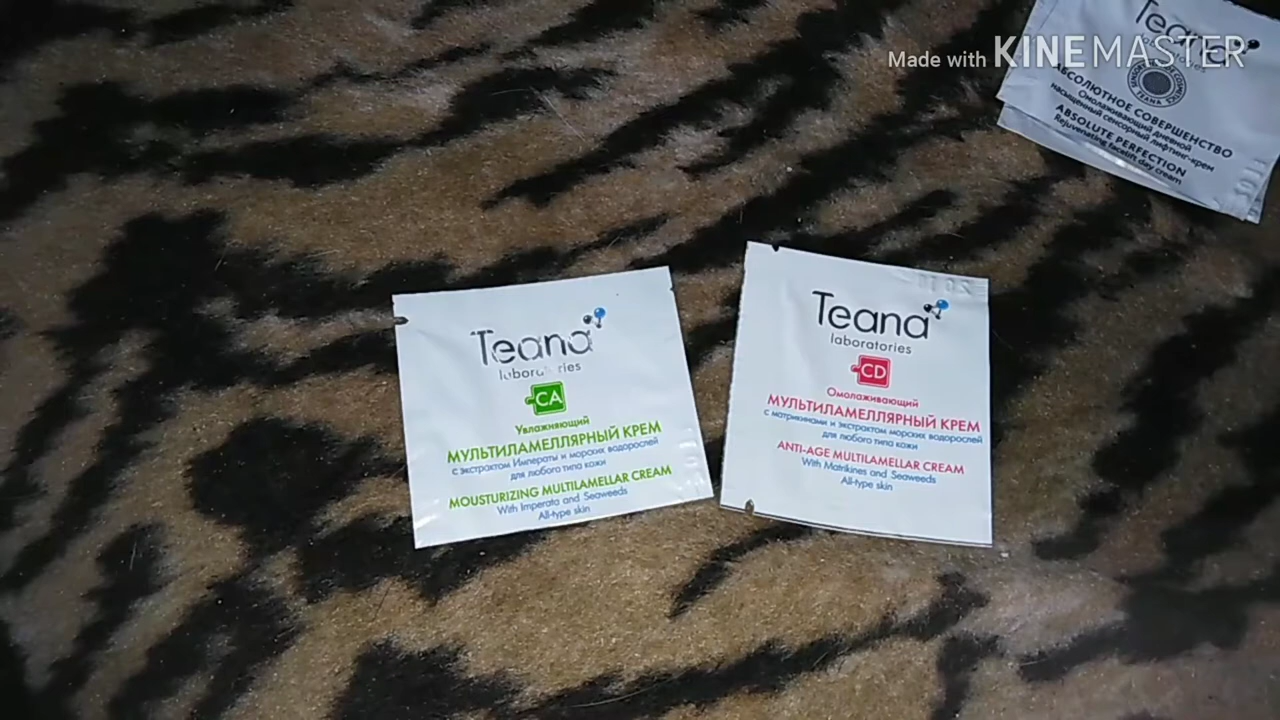 Made with KINEMASTER
Teana
АБСОЛЮТНОЕ СОВЕРШЕНСТВО
Омолаживающий дневной
насыщенный сенсорный лифтинг-крем
ABSOLUTE PERFECTION
Rejuvenating facelift day cream
Teana
laboratories
CA
Увлажняющий
МУЛЬТИЛАМЕЛЛЯРНЫЙ КРЕМ
с экстрактом Императы и морских водорослей
для любого типа кожи
MOUSTURIZING MULTILAMELLAR CREAM
With Imperata and Seaweeds
All-type skin
Teana
laboratories
CD
Омолаживающий
МУЛЬТИЛАМЕЛЛЯРНЫЙ КРЕМ
с матрикинами и экстрактом морских водорослей
для любого типа кожи
ANTI-AGE MULTILAMELLAR CREAM
With Matrikines and Seaweeds
All-type skin